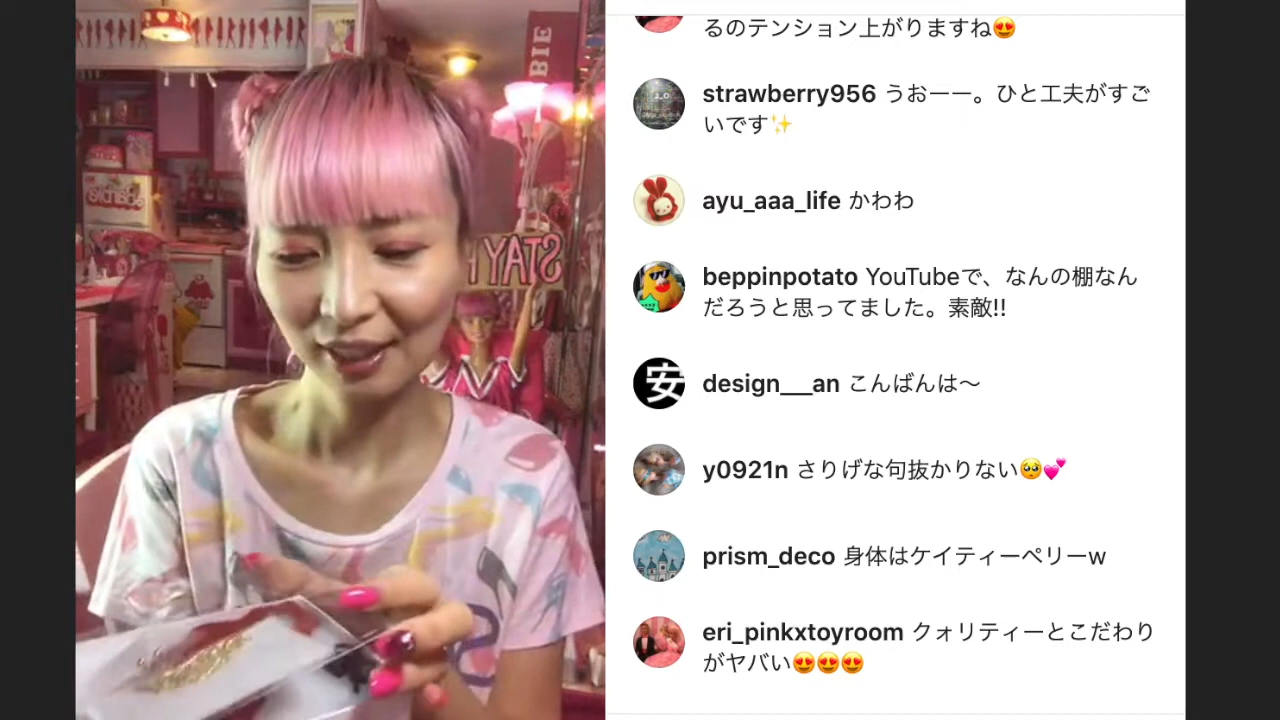 BIE
STAY
るのテンション上がりますね😍
strawberry956 うおーー。ひと工夫がすご
いです✨
ayu_aaa_life かわわ
beppinpotato YouTubeで、なんの棚なん
だろうと思ってました。素敵!!
安
design___an こんばんは〜
y0921n さりげな句抜かりない🥺💕
prism_deco 身体はケイティーペリーw
eri_pinkxtoyroom クォリティーとこだわり
がヤバい😍😍😍